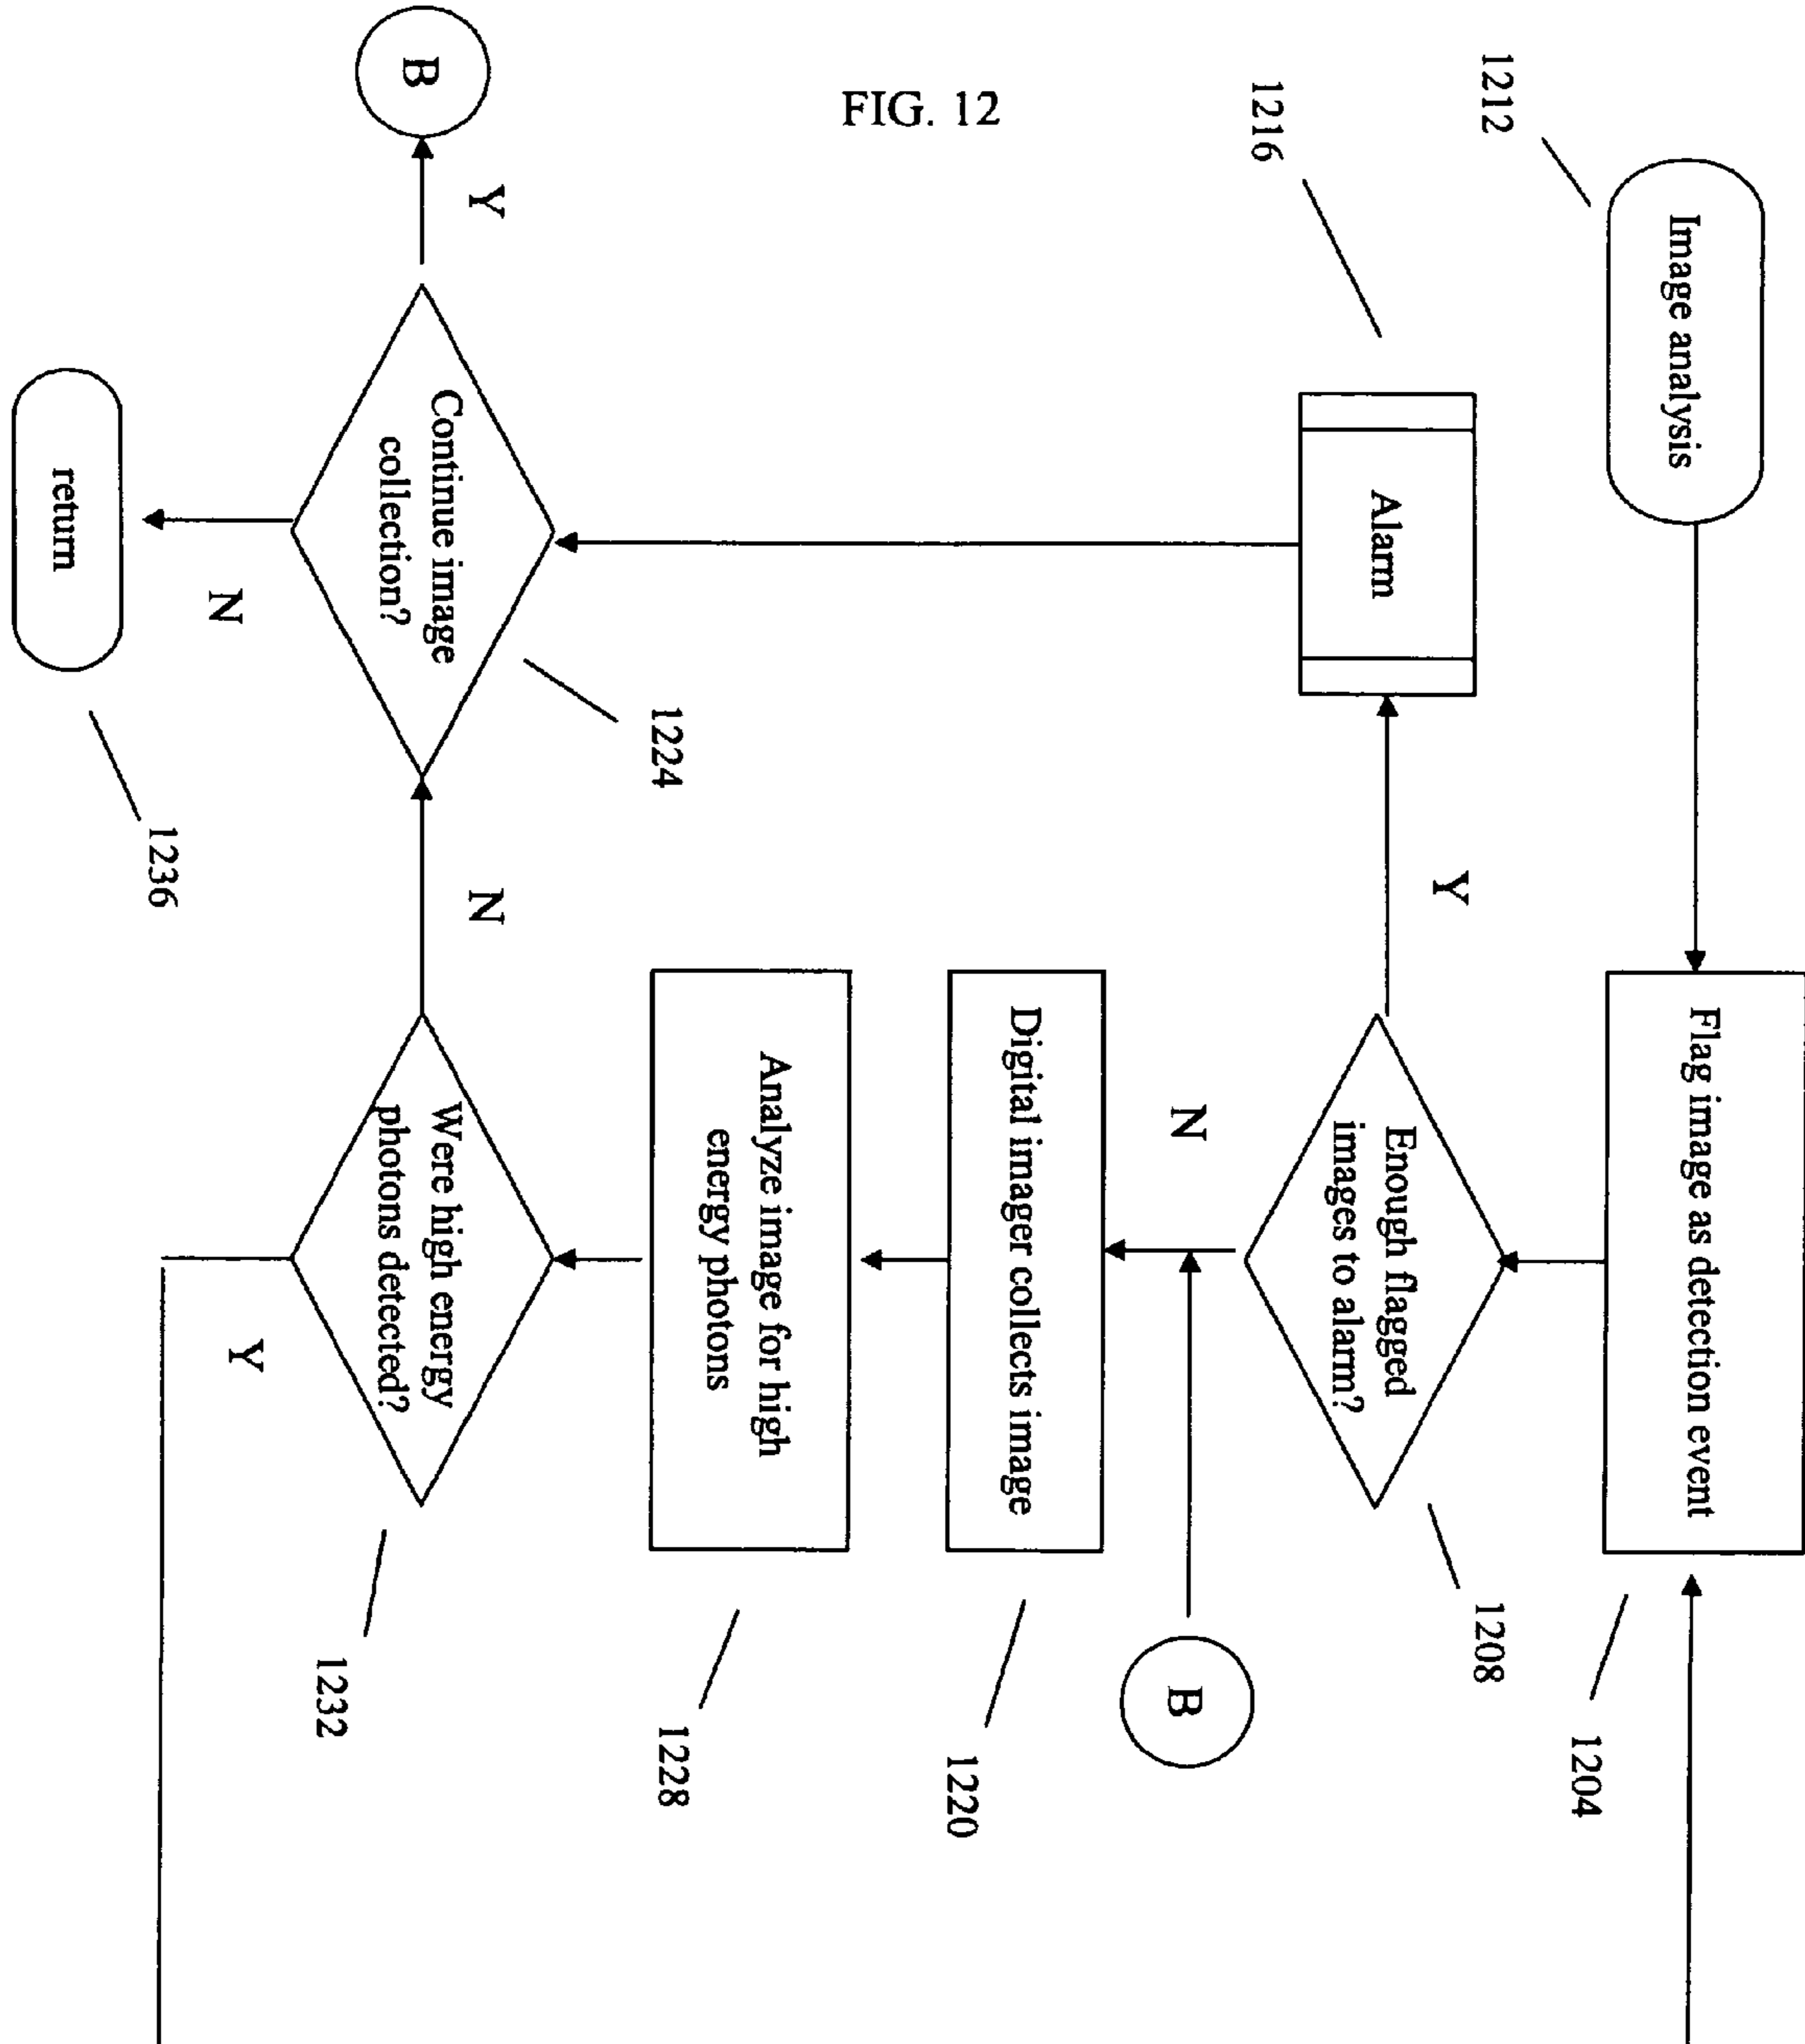 Image analysis
1212
Flag image as detection event
1204
Enough flagged
images to alarm?
1208
Y
Alarm
1216
N
B
Digital imager collects image
1220
Analyze image for high
energy photons
1228
Were high energy
photons detected?
1232
Y
N
Continue image
collection?
1224
Y
B
N
return
1236
FIG. 12